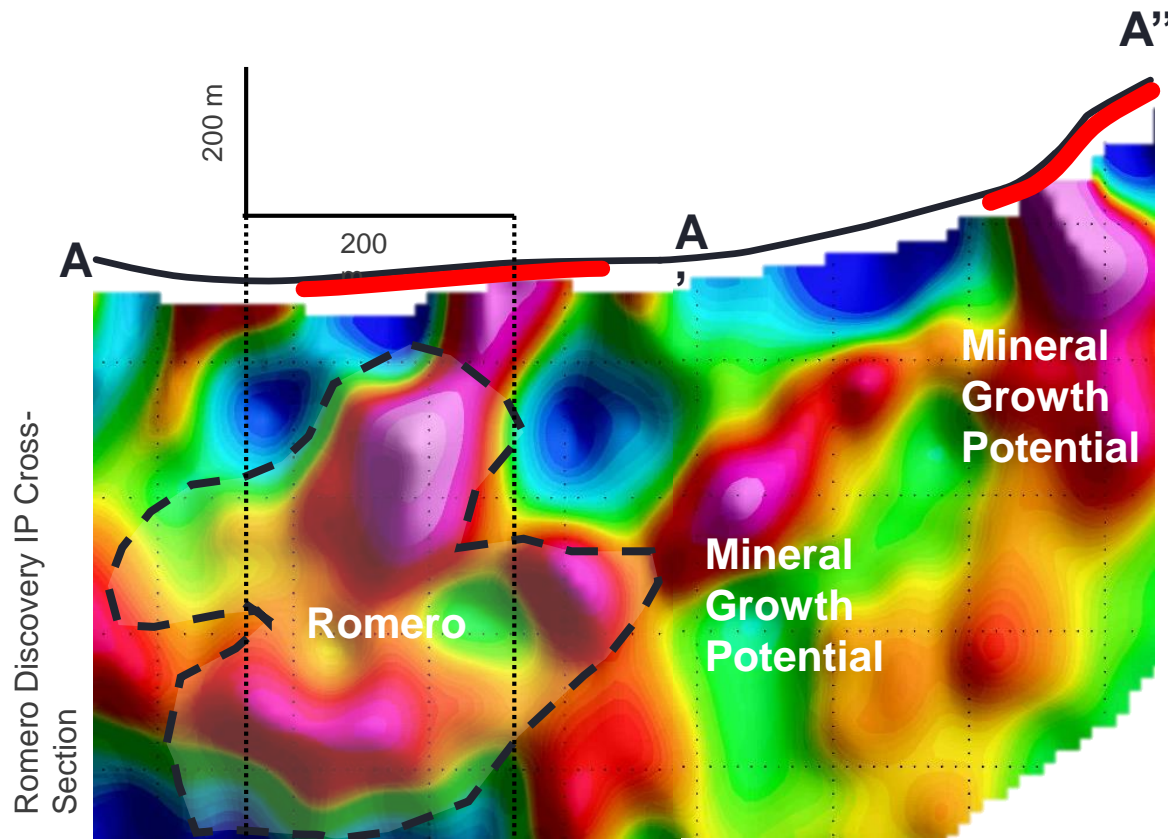 A”
200 m
200
m
A
A
’
Mineral
Growth
Potential
Mineral
Growth
Potential
Romero
Romero Discovery IP Cross-
Section